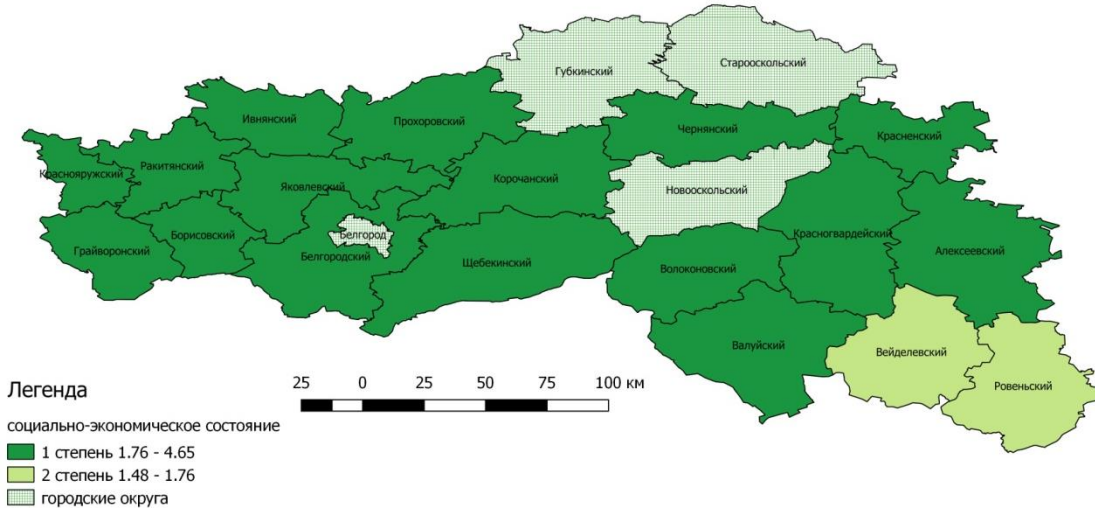 Губкинский
Старооскольский
Ивнянский
Прохоровский
Чернянский
Красненский
Краснояружский
Ракитянский
Яковлевский
Корочанский
Новооскольский
Грайворонский
Борисовский
Белгород
Белгородский
Щебекинский
Волоконовский
Красногвардейский
Алексеевский
Валуйский
Вейделевский
Ровеньский
Легенда
25 0 25 50 75 100 км
социально-экономическое состояние
1 степень 1.76 - 4.65
2 степень 1.48 - 1.76
городские округа